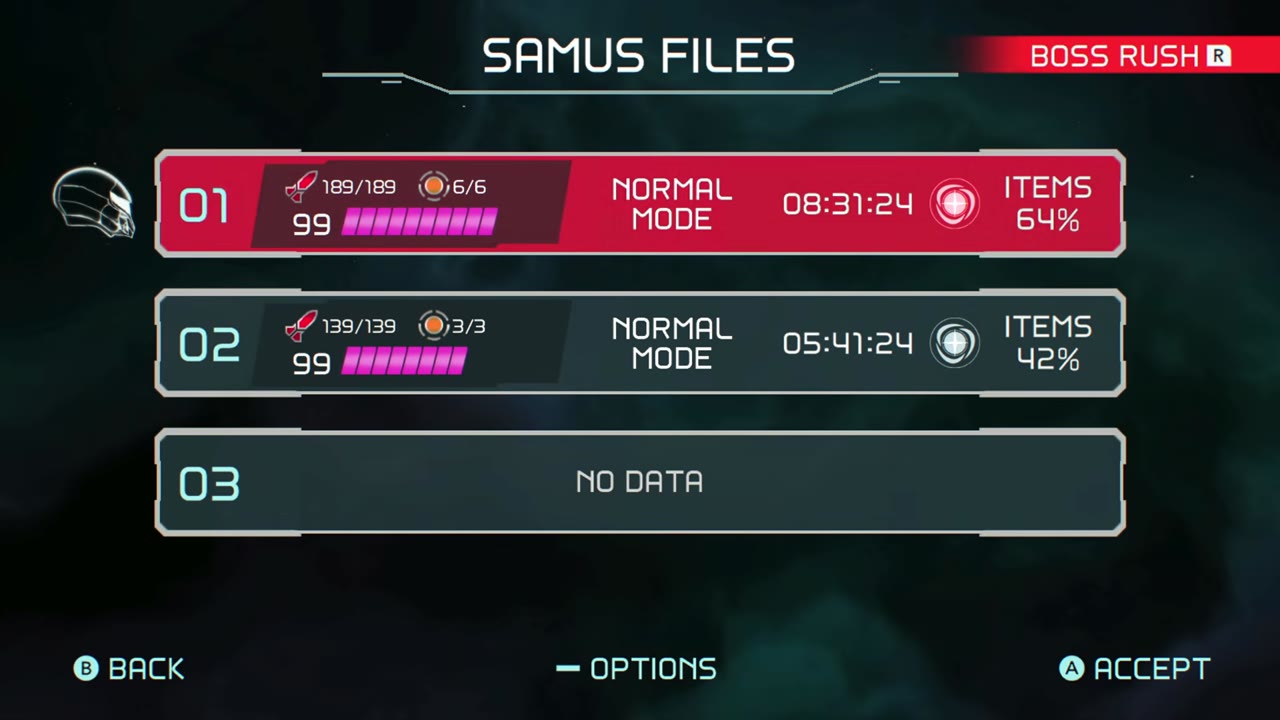 SAMUS FILES
BOSS RUSH R
01
189/189 6/6
99
NORMAL
MODE
08:31:24
ITEMS
64%
02
139/139 3/3
99
NORMAL
MODE
05:41:24
ITEMS
42%
03
NO DATA
B BACK
OPTIONS
A ACCEPT